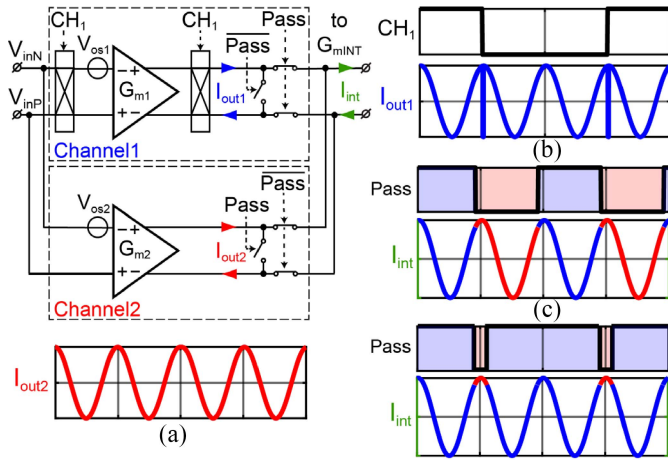 CH₁
CH₁
Pass
Pass
to
GmINT
VinN
Vos1
VinP
Gm1
Iout1
Iint
Channel1
Pass
Pass
Vos2
Gm2
Iout2
Channel2
Iout2
(a)
CH₁
Iout1
(b)
Pass
Iint
(c)
Pass
Iint